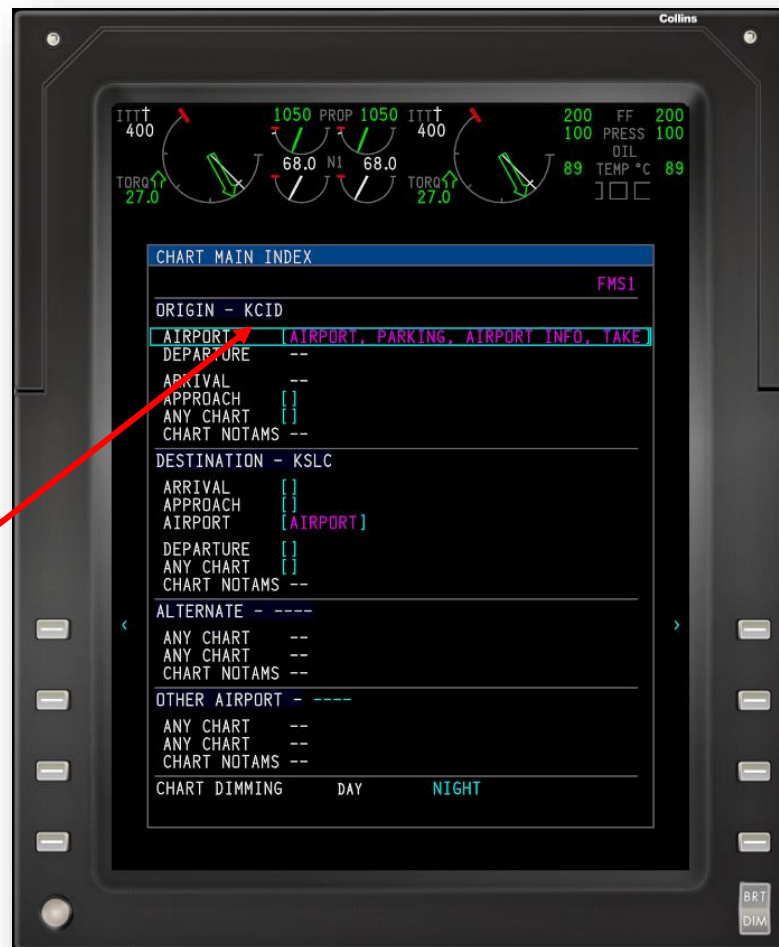 Collins
ITT† 1050 PROP 1050 ITT† 200 FF 200
400 400 100 PRESS 100
OIL
68.0 N1 68.0 89 TEMP °C 89
TORQ TORQ
27.0 27.0
CHART MAIN INDEX
FMS1
ORIGIN - KCID
AIRPORT [AIRPORT, PARKING, AIRPORT INFO, TAKE]
DEPARTURE --
ARRIVAL --
APPROACH []
ANY CHART []
CHART NOTAMS --
DESTINATION - KSLC
ARRIVAL []
APPROACH []
AIRPORT [AIRPORT]
DEPARTURE []
ANY CHART []
CHART NOTAMS --
ALTERNATE - ----
< >
ANY CHART --
ANY CHART --
CHART NOTAMS --
OTHER AIRPORT - ----
ANY CHART --
ANY CHART --
CHART NOTAMS --
CHART DIMMING DAY NIGHT
BRT
DIM